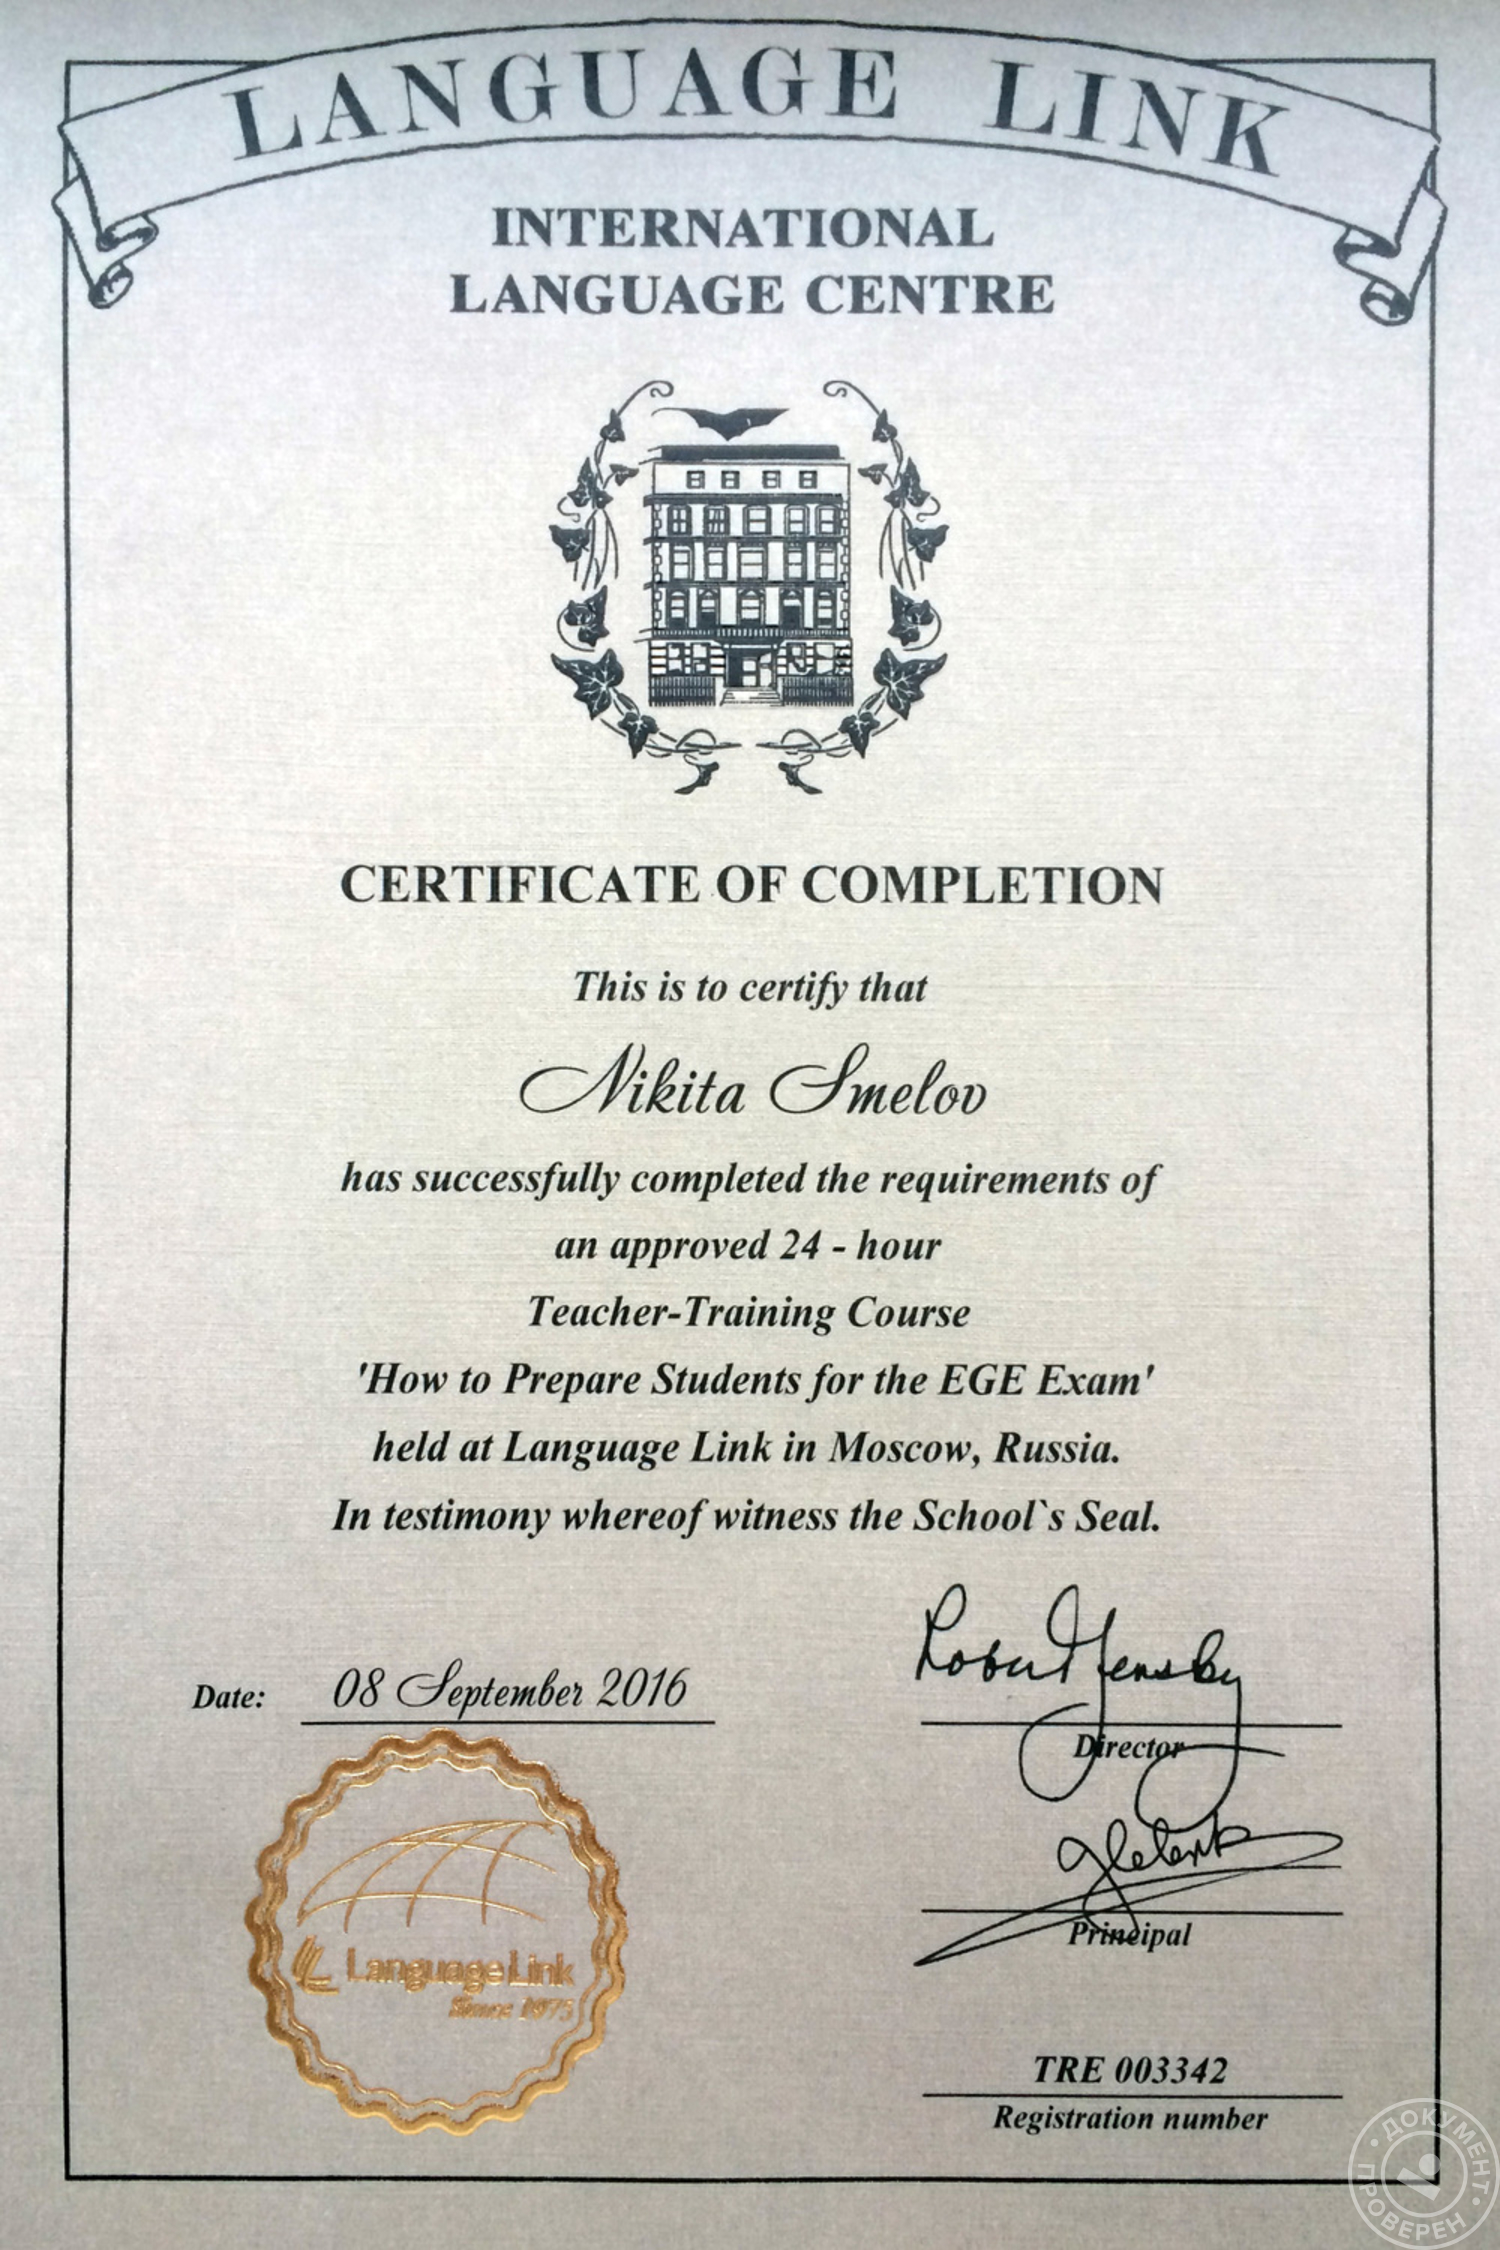 LANGUAGE LINK
INTERNATIONAL
LANGUAGE CENTRE
CERTIFICATE OF COMPLETION
This is to certify that
Nikita Smelov
has successfully completed the requirements of
an approved 24 - hour
Teacher-Training Course
'How to Prepare Students for the EGE Exam'
held at Language Link in Moscow, Russia.
In testimony whereof witness the School`s Seal.
Date: 08 September 2016
Director
Principal
Language Link
Since 1975
TRE 003342
Registration number
ДОКУМЕНТ
ПРОВЕРЕН